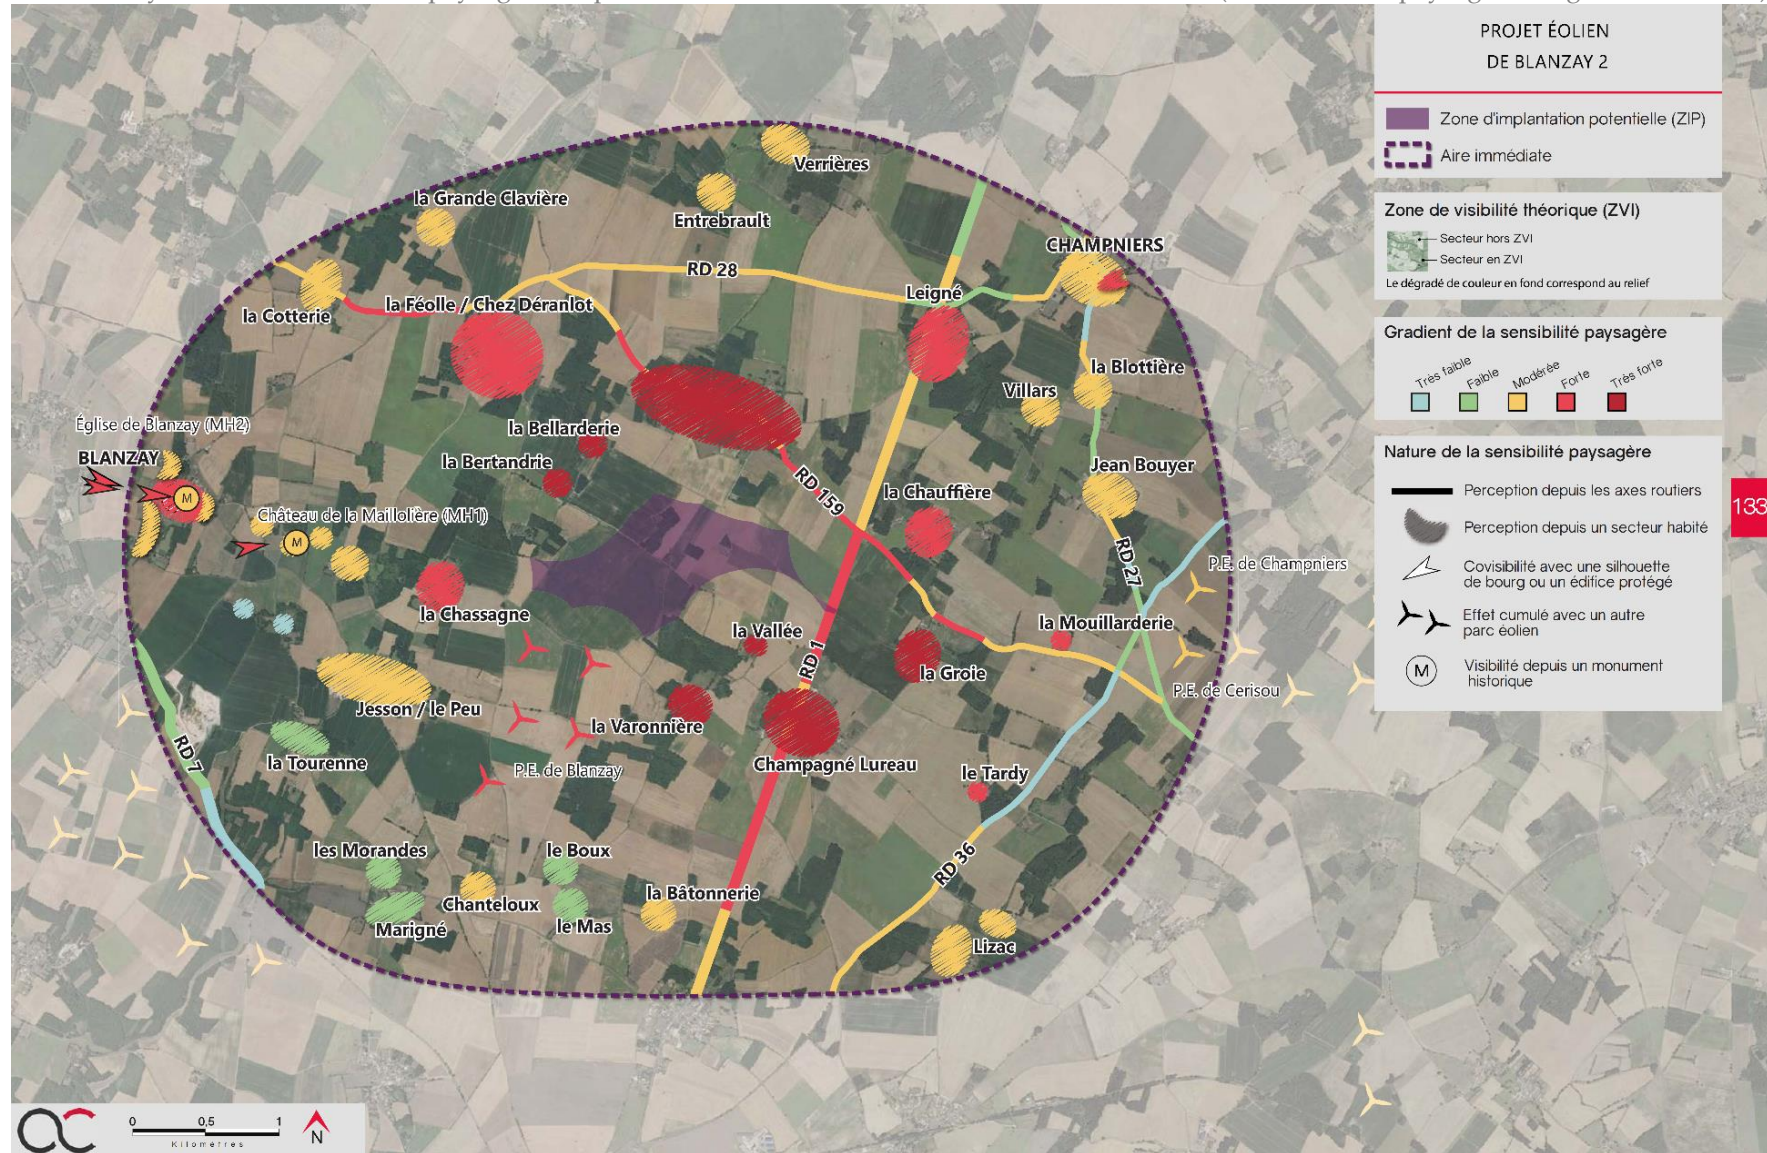 PROJET ÉOLIEN
DE BLANZAY 2
Zone d'implantation potentielle (ZIP)
Aire immédiate
Zone de visibilité théorique (ZVI)
Secteur hors ZVI
Secteur en ZVI
Le dégradé de couleur en fond correspond au relief
Gradient de la sensibilité paysagère
Très faible
Faible
Modérée
Forte
Très forte
Nature de la sensibilité paysagère
Perception depuis les axes routiers
Perception depuis un secteur habité
Covisibilité avec une silhouette
de bourg ou un édifice protégé
Effet cumulé avec un autre
parc éolien
M
Visibilité depuis un monument
historique
133
Verrières
la Grande Clavière
Entrebrault
CHAMPNIERS
RD 28
Leigné
la Féolle / Chez Déranlot
la Cotterie
la Blottière
Villars
Église de Blanzay (MH2)
la Bellarderie
BLANZAY
la Bertandrie
Jean Bouyer
RD 159
la Chauffière
M
Château de la Maillolière (MH1)
M
RD 27
P.E. de Champniers
la Chassagne
la Vallée
la Mouillarderie
RD 1
la Groie
P.E. de Cerisou
Jesson / le Peu
la Varonnière
RD 7
la Tourenne
P.E. de Blanzay
Champagné Lureau
le Tardy
les Morandes
le Boux
RD 36
la Bâtonnerie
Chanteloux
Marigné
le Mas
Lizac
0 0,5 1
Kilomètres
N